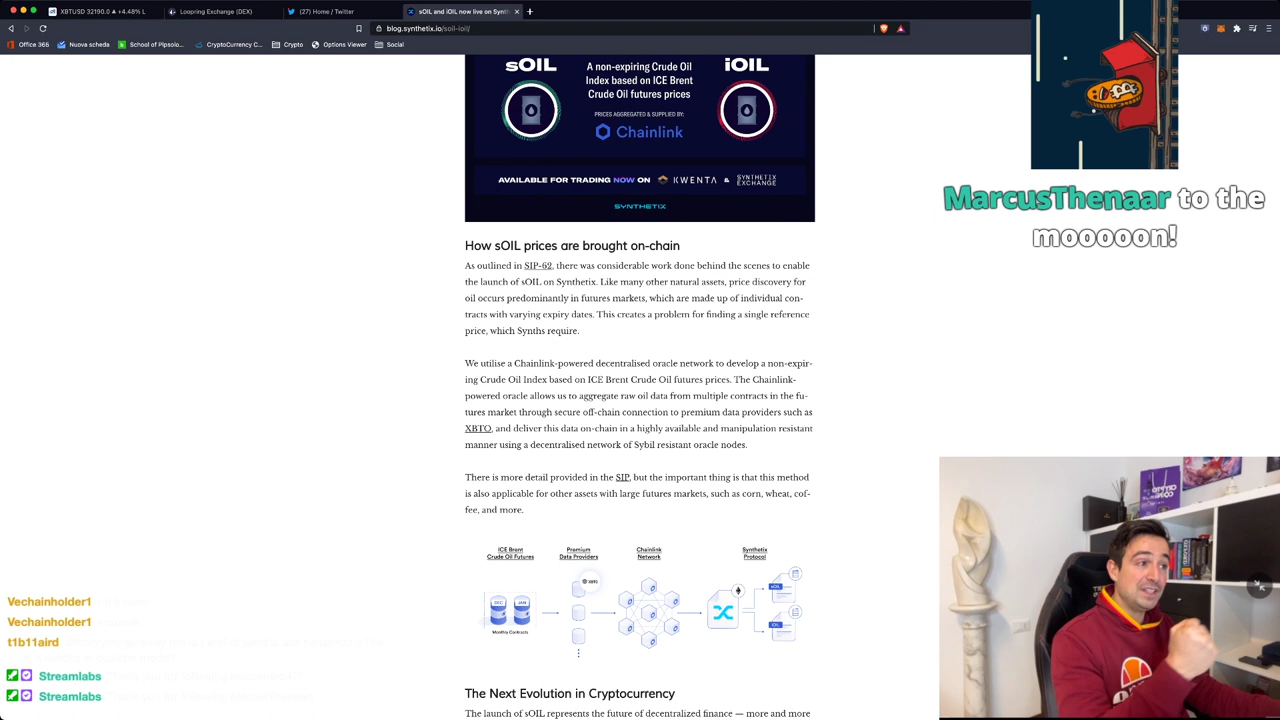 XBTUSD 32190.0 ▲ +4.48% L
Loopring Exchange (DEX)
(27) Home / Twitter
sOIL and iOIL now live on Synth
blog.synthetix.io/soil-ioil/
Office 365
Nuova scheda
School of Pipsolo...
CryptoCurrency C...
Crypto
Options Viewer
Social
sOIL
A non-expiring Crude Oil
Index based on ICE Brent
Crude Oil futures prices
iOIL
PRICES AGGREGATED & SUPPLIED BY:
Chainlink
AVAILABLE FOR TRADING NOW ON KWENTA & SYNTHETIX EXCHANGE
SYNTHETIX
MarcusThenaar to the
mooooon!
How sOIL prices are brought on-chain
As outlined in SIP-62, there was considerable work done behind the scenes to enable
the launch of sOIL on Synthetix. Like many other natural assets, price discovery for
oil occurs predominantly in futures markets, which are made up of individual con-
tracts with varying expiry dates. This creates a problem for finding a single reference
price, which Synths require.
We utilise a Chainlink-powered decentralised oracle network to develop a non-expir-
ing Crude Oil Index based on ICE Brent Crude Oil futures prices. The Chainlink-
powered oracle allows us to aggregate raw oil data from multiple contracts in the fu-
tures market through secure off-chain connection to premium data providers such as
XBTO, and deliver this data on-chain in a highly available and manipulation resistant
manner using a decentralised network of Sybil resistant oracle nodes.
There is more detail provided in the SIP, but the important thing is that this method
is also applicable for other assets with large futures markets, such as corn, wheat, cof-
fee, and more.
ICE Brent
Crude Oil Futures
Premium
Data Providers
Chainlink
Network
Synthetix
Protocol
DEC
JAN
XBTO
sOIL
iOIL
Monthly Contracts
Vechainholder1
Vechainholder1
t1b11aird
Streamlabs
Streamlabs
The Next Evolution in Cryptocurrency
The launch of sOIL represents the future of decentralized finance — more and more